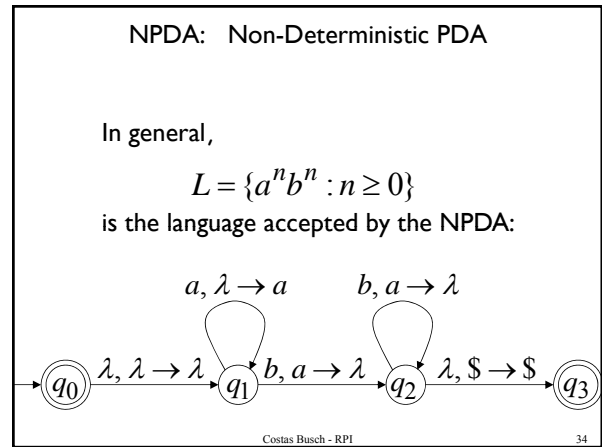 NPDA: Non-Deterministic PDA
In general,
L = {aⁿbⁿ : n ≥ 0}
is the language accepted by the NPDA:
a, λ → a b, a → λ
q₀ λ, λ → λ q₁ b, a → λ q₂ λ, $ → $ q₃
Costas Busch - RPI 34